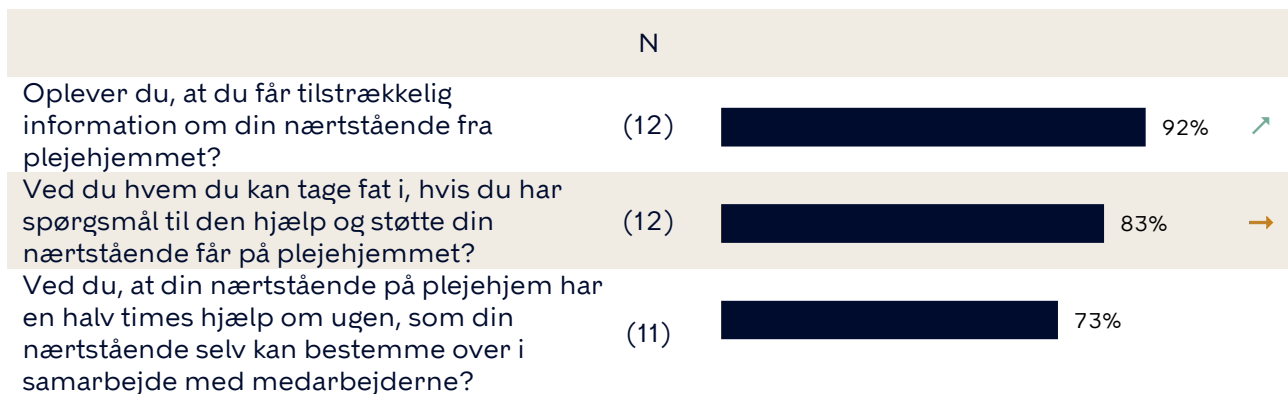 N
Oplever du, at du får tilstrækkelig
information om din nærtstående fra
plejehjemmet?
(12)
92%
↗
Ved du hvem du kan tage fat i, hvis du har
spørgsmål til den hjælp og støtte din
nærtstående får på plejehjemmet?
(12)
83%
→
Ved du, at din nærtstående på plejehjem har
en halv times hjælp om ugen, som din
nærtstående selv kan bestemme over i
samarbejde med medarbejderne?
(11)
73%